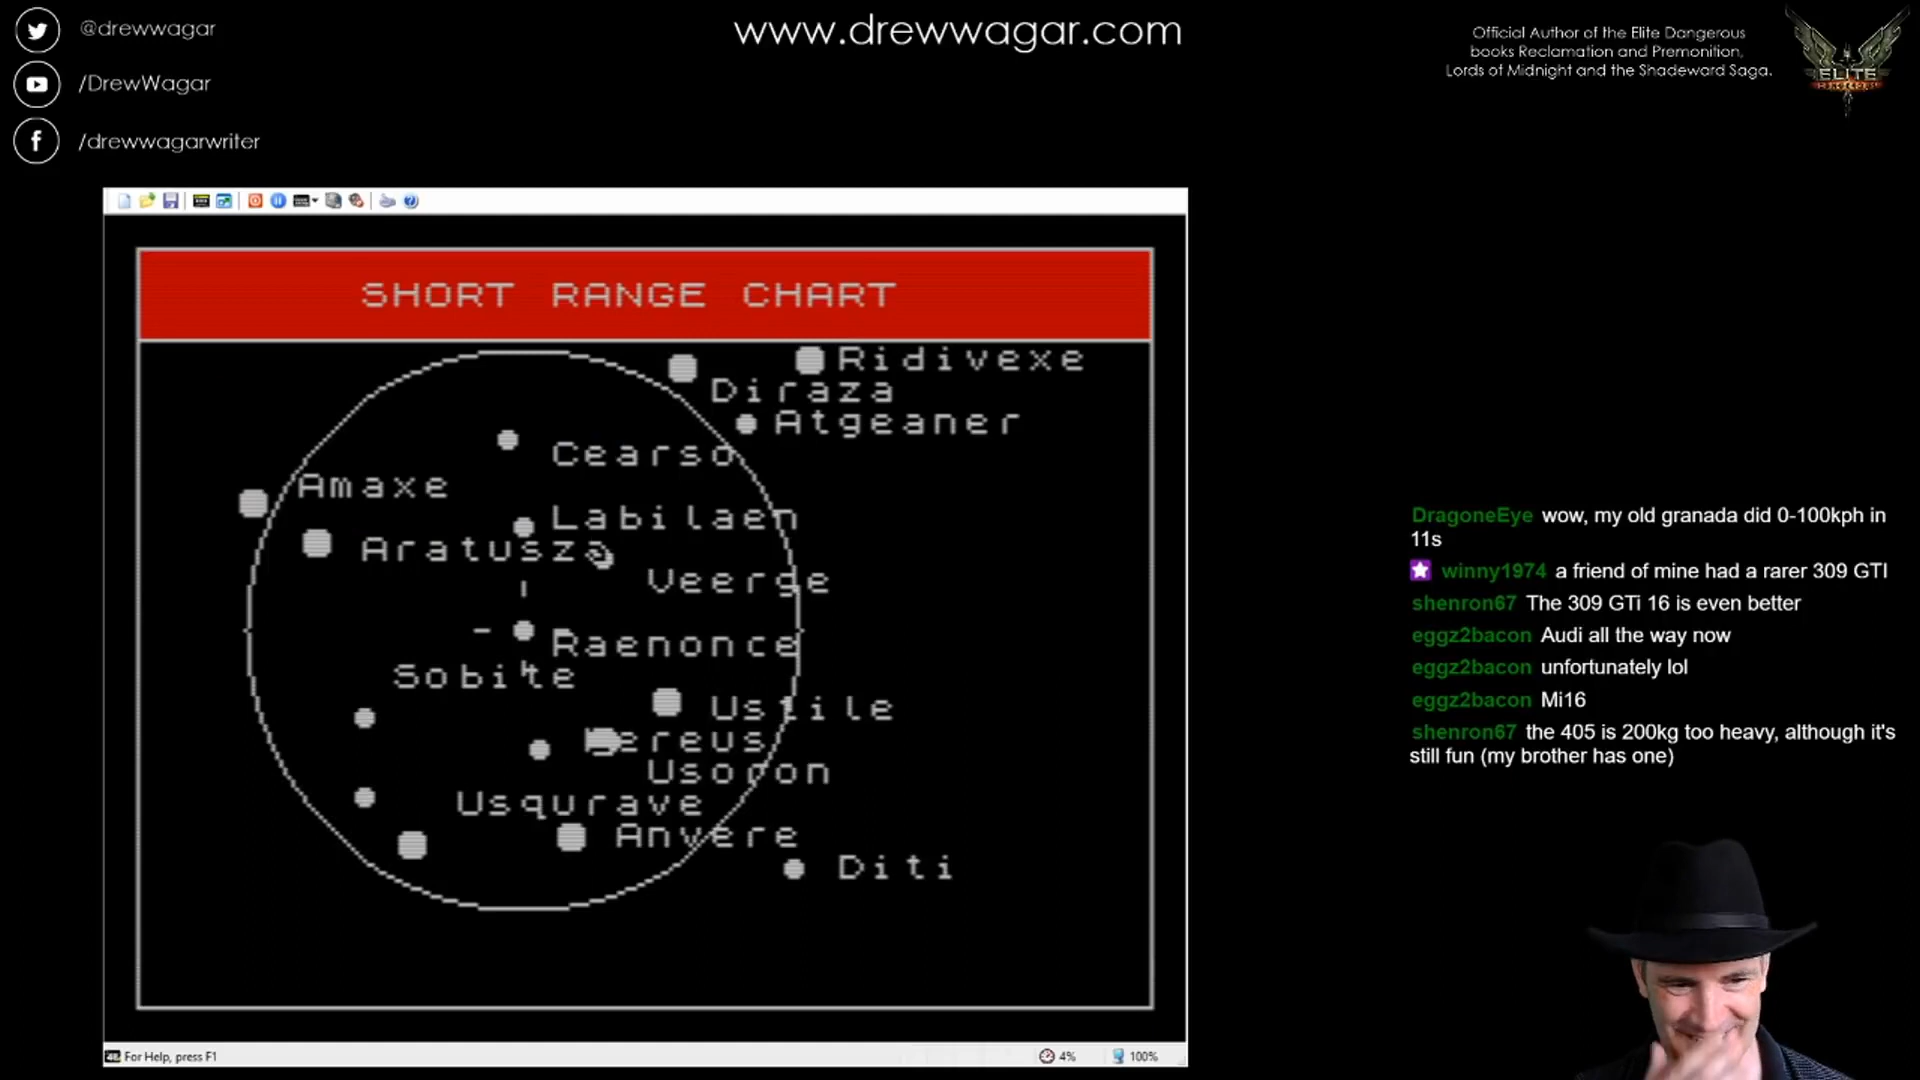 @drewwagar
/DrewWagar
/drewwagarwriter
www.drewwagar.com
Official Author of the Elite Dangerous
books Reclamation and Premonition,
Lords of Midnight and the Shadeward Saga.
ELITE
DANGEROUS
SHORT RANGE CHART
Ridivexe
Diraza
Atgeaner
Cearso
Amaxe
Labilaen
Aratusza
Veerge
Raenonce
Sobite
Ustile
ereus
Usoron
Usqurave
Anvere
Diti
For Help, press F1
4%
100%
DragoneEye wow, my old granada did 0-100kph in
11s
winny1974 a friend of mine had a rarer 309 GTI
shenron67 The 309 GTi 16 is even better
eggz2bacon Audi all the way now
eggz2bacon unfortunately lol
eggz2bacon Mi16
shenron67 the 405 is 200kg too heavy, although it's
still fun (my brother has one)